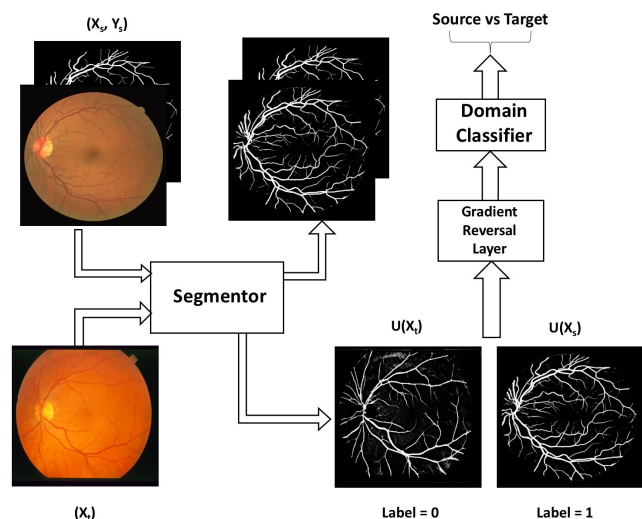 (Xs, Ys)
Source vs Target
Domain
Classifier
Gradient
Reversal
Layer
Segmentor
U(Xt)
U(Xs)
(Xt)
Label = 0
Label = 1